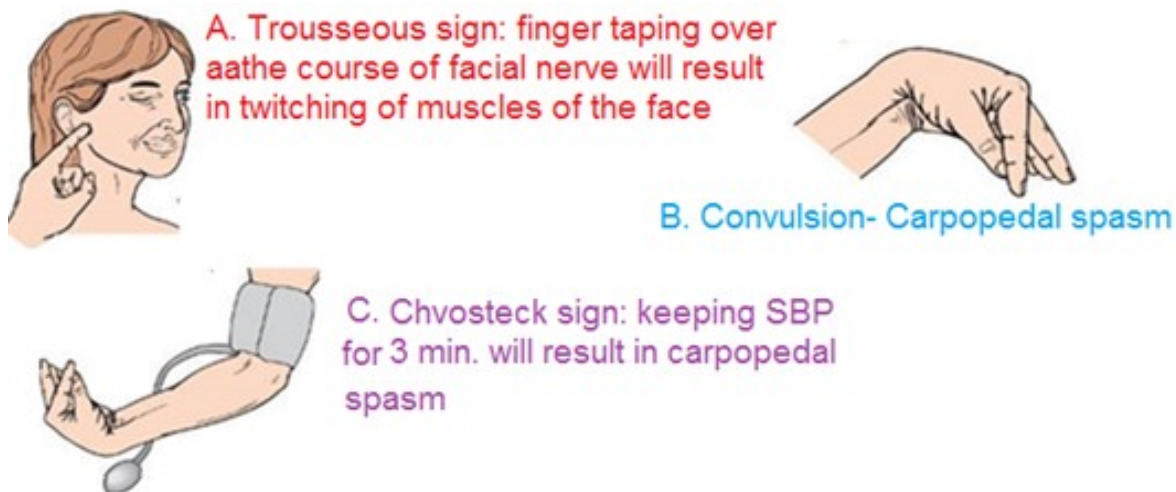 A. Trousseous sign: finger taping over
aathe course of facial nerve will result
in twitching of muscles of the face
B. Convulsion- Carpopedal spasm
C. Chvosteck sign: keeping SBP
for 3 min. will result in carpopedal
spasm